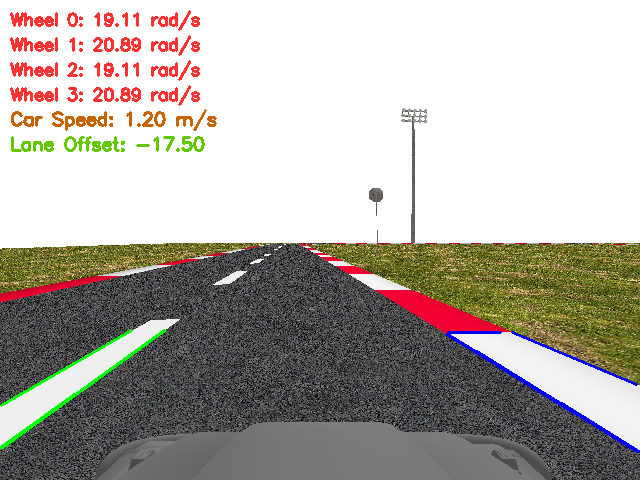 Wheel 0: 19.11 rad/s
Wheel 1: 20.89 rad/s
Wheel 2: 19.11 rad/s
Wheel 3: 20.89 rad/s
Car Speed: 1.20 m/s
Lane Offset: -17.50